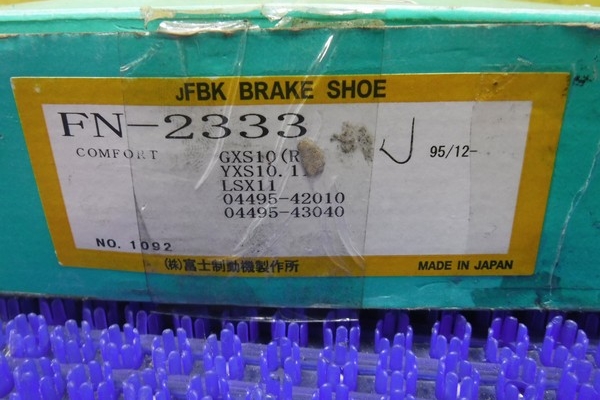 JFBK BRAKE SHOE
FN-2333
COMFORT
GXS10(R
95/12-
YXS10.11
LSX11
04495-42010
04495-43040
NO. 1092
(株)富士制動機製作所
MADE IN JAPAN